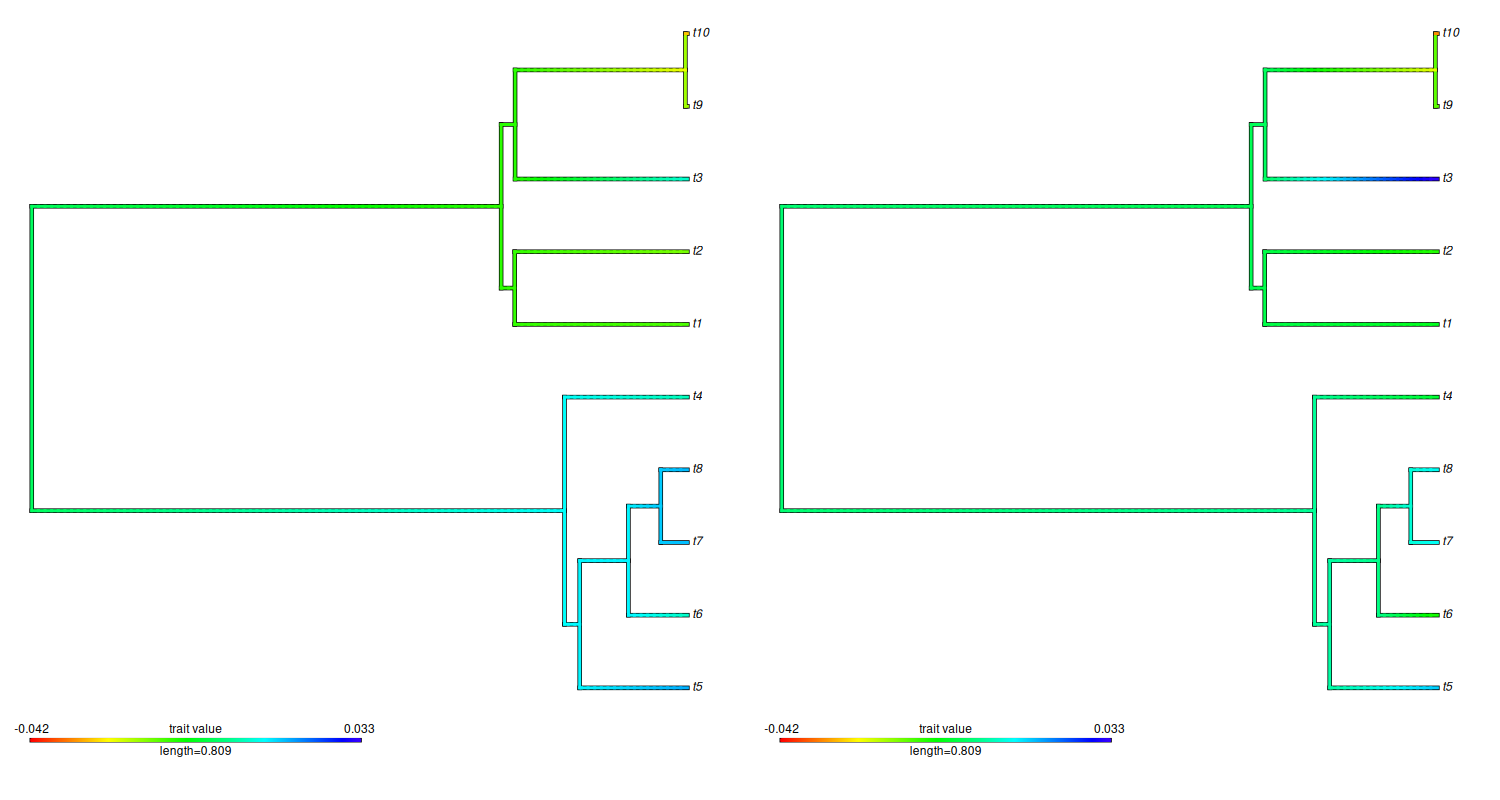 t10
t9
t3
t2
t1
t4
t8
t7
t6
t5
-0.042 trait value 0.033
length=0.809
t10
t9
t3
t2
t1
t4
t8
t7
t6
t5
-0.042 trait value 0.033
length=0.809